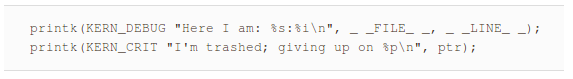 printk(KERN_DEBUG "Here I am: %s:%i\n", _ _FILE_ _, _ _LINE_ _);
printk(KERN_CRIT "I'm trashed; giving up on %p\n", ptr);